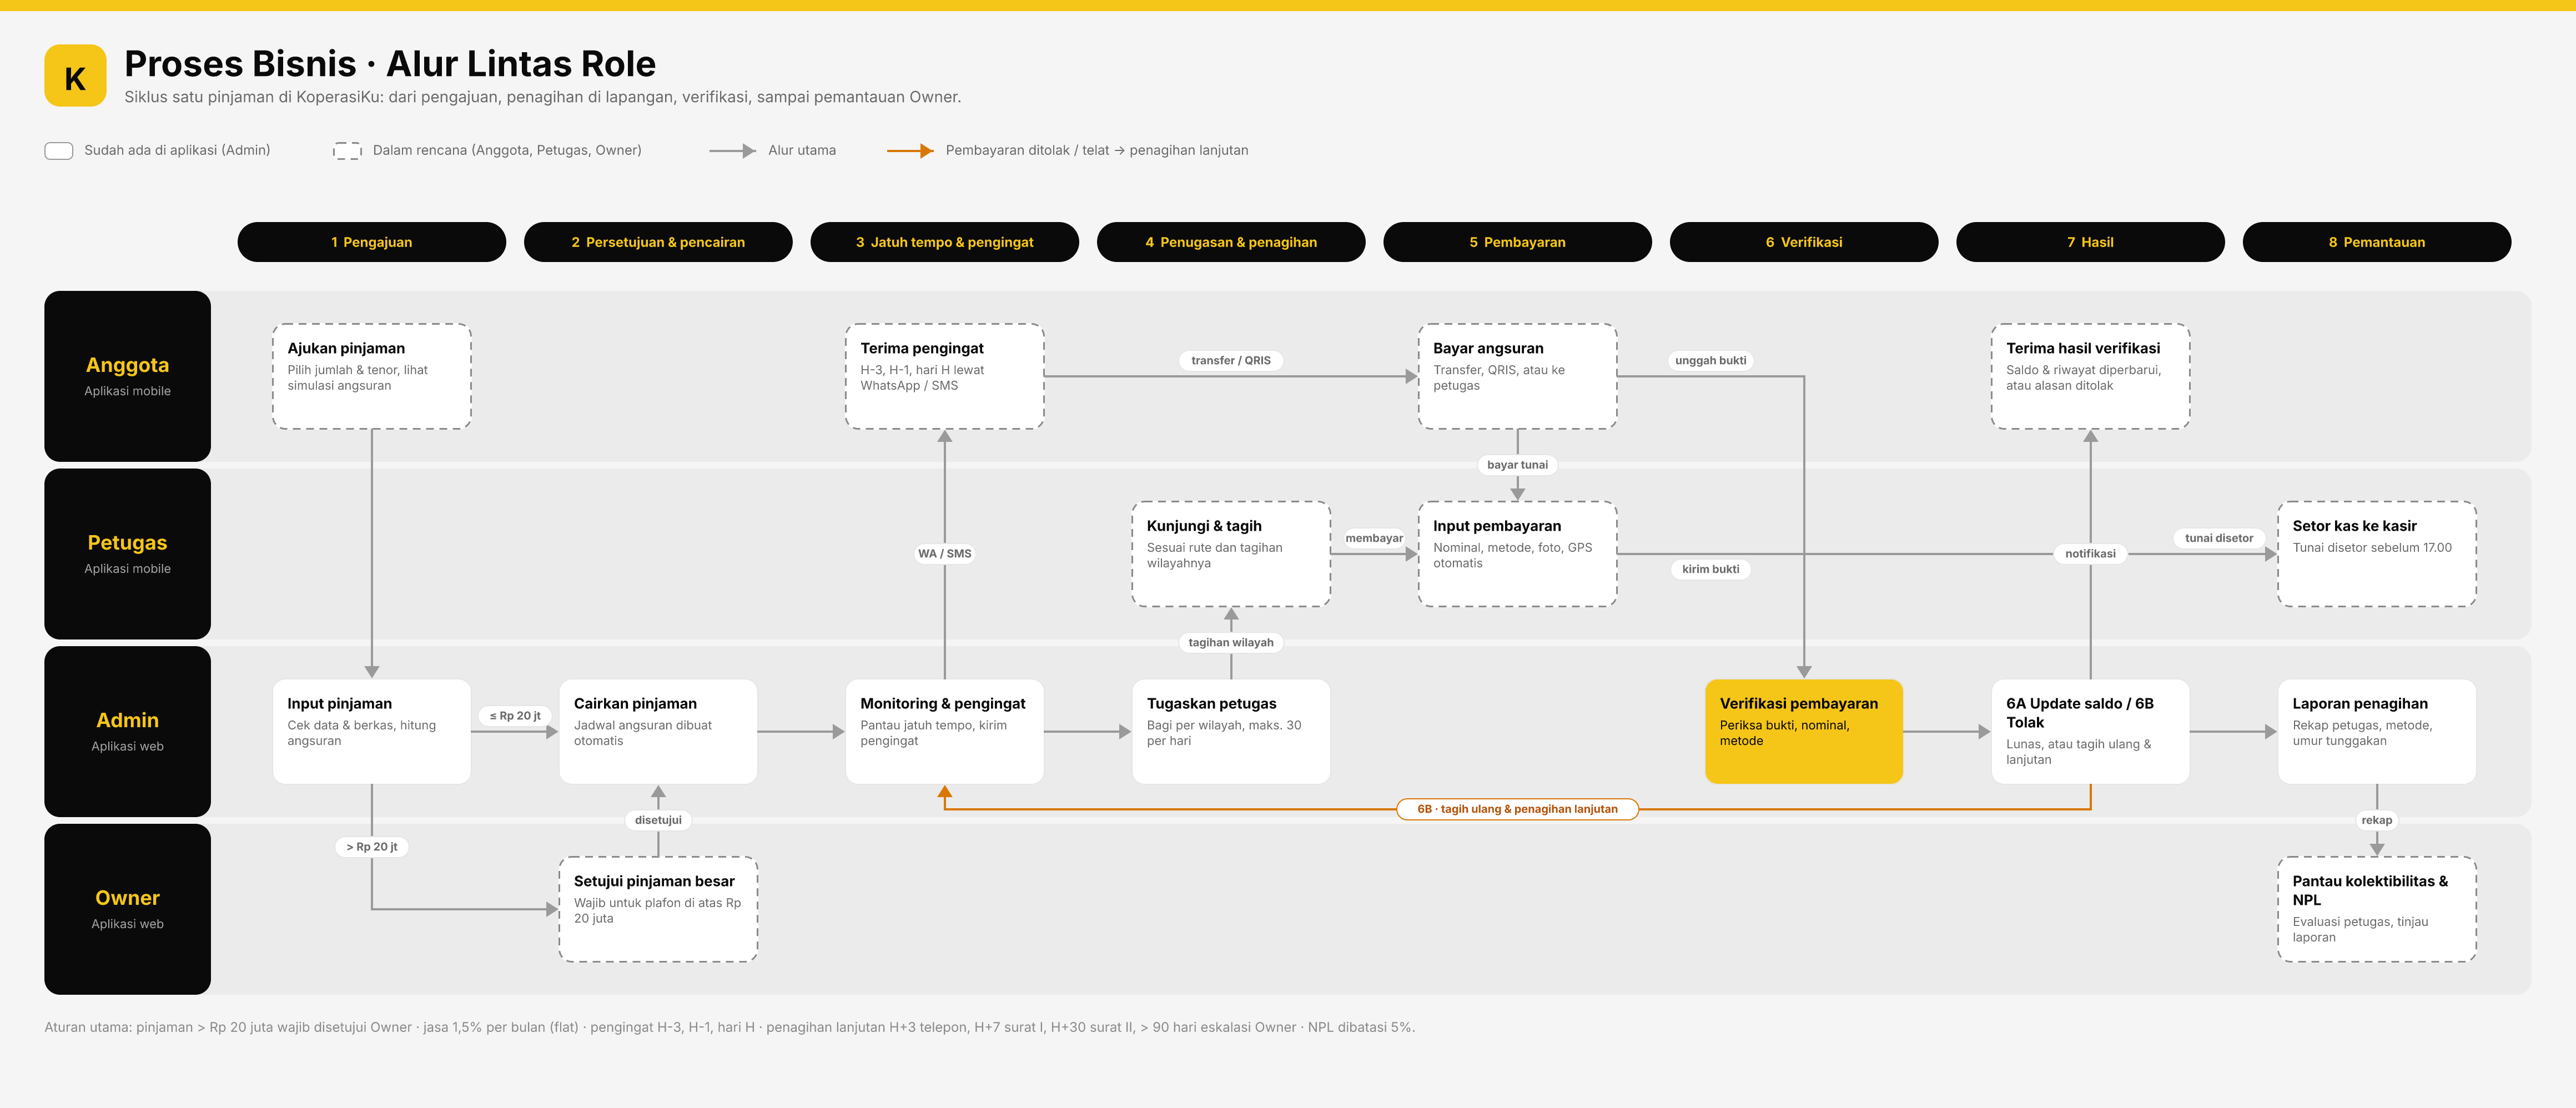 K
Proses Bisnis · Alur Lintas Role
Siklus satu pinjaman di KoperasiKu: dari pengajuan, penagihan di lapangan, verifikasi, sampai pemantauan Owner.
Sudah ada di aplikasi (Admin)
Dalam rencana (Anggota, Petugas, Owner)
Alur utama
Pembayaran ditolak / telat → penagihan lanjutan
1 Pengajuan
2 Persetujuan & pencairan
3 Jatuh tempo & pengingat
4 Penugasan & penagihan
5 Pembayaran
6 Verifikasi
7 Hasil
8 Pemantauan
Anggota
Aplikasi mobile
Ajukan pinjaman
Pilih jumlah & tenor, lihat
simulasi angsuran
Terima pengingat
H-3, H-1, hari H lewat
WhatsApp / SMS
transfer / QRIS
Bayar angsuran
Transfer, QRIS, atau ke
petugas
unggah bukti
Terima hasil verifikasi
Saldo & riwayat diperbarui,
atau alasan ditolak
bayar tunai
Petugas
Aplikasi mobile
WA / SMS
Kunjungi & tagih
Sesuai rute dan tagihan
wilayahnya
membayar
Input pembayaran
Nominal, metode, foto, GPS
otomatis
kirim bukti
notifikasi
tunai disetor
Setor kas ke kasir
Tunai disetor sebelum 17.00
tagihan wilayah
Admin
Aplikasi web
Input pinjaman
Cek data & berkas, hitung
angsuran
≤ Rp 20 jt
Cairkan pinjaman
Jadwal angsuran dibuat
otomatis
Monitoring & pengingat
Pantau jatuh tempo, kirim
pengingat
Tugaskan petugas
Bagi per wilayah, maks. 30
per hari
Verifikasi pembayaran
Periksa bukti, nominal,
metode
6A Update saldo / 6B
Tolak
Lunas, atau tagih ulang &
lanjutan
Laporan penagihan
Rekap petugas, metode,
umur tunggakan
6B · tagih ulang & penagihan lanjutan
disetujui
rekap
> Rp 20 jt
Owner
Aplikasi web
Setujui pinjaman besar
Wajib untuk plafon di atas Rp
20 juta
Pantau kolektibilitas &
NPL
Evaluasi petugas, tinjau
laporan
Aturan utama: pinjaman > Rp 20 juta wajib disetujui Owner · jasa 1,5% per bulan (flat) · pengingat H-3, H-1, hari H · penagihan lanjutan H+3 telepon, H+7 surat I, H+30 surat II, > 90 hari eskalasi Owner · NPL dibatasi 5%.